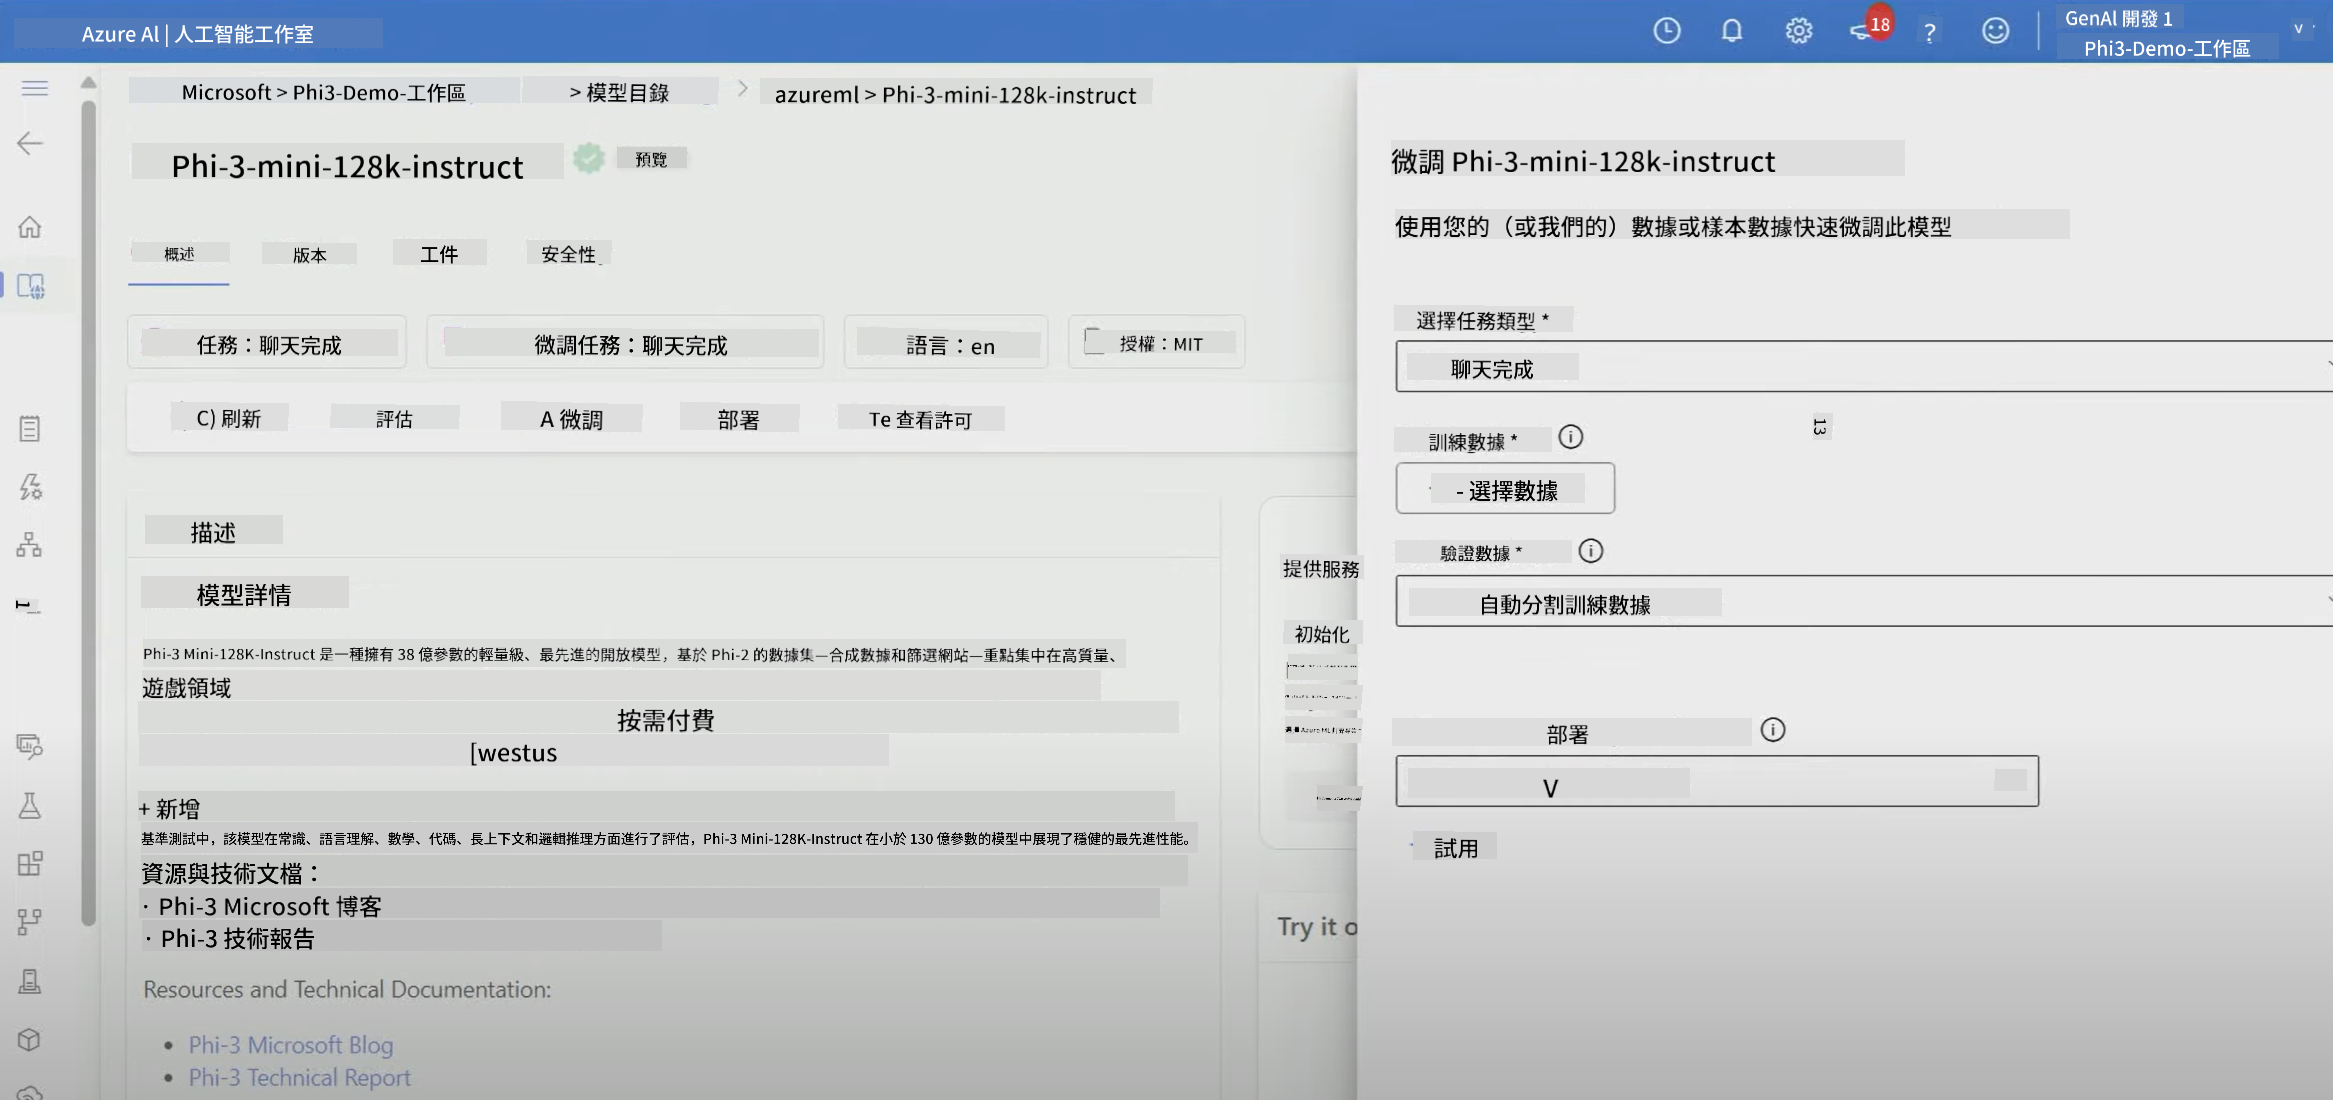 Azure Al | 人工智能工作室
18
?
GenAl 開發 1
Phi3-Demo-工作區
Microsoft > Phi3-Demo-工作區 > 模型目錄 > azureml > Phi-3-mini-128k-instruct
Phi-3-mini-128k-instruct
預覽
概述
版本
工件
安全性
任務：聊天完成
微調任務：聊天完成
語言：en
授權：MIT
C) 刷新
評估
A 微調
部署
Te 查看許可
描述
模型詳情
Phi-3 Mini-128K-Instruct 是一種擁有 38 億參數的輕量級、最先進的開放模型，基於 Phi-2 的數據集—合成數據和篩選網站—重點集中在高質量、
遊戲領域
按需付費
[westus
+ 新增
基準測試中，該模型在常識、語言理解、數學、代碼、長上下文和邏輯推理方面進行了評估，Phi-3 Mini-128K-Instruct 在小於 130 億參數的模型中展現了穩健的最先進性能。
資源與技術文檔：
· Phi-3 Microsoft 博客
· Phi-3 技術報告
Resources and Technical Documentation:
• Phi-3 Microsoft Blog
• Phi-3 Technical Report
提供服務
初始化
Try it o
微調 Phi-3-mini-128k-instruct
使用您的（或我們的）數據或樣本數據快速微調此模型
選擇任務類型 *
聊天完成
13
訓練數據 *
- 選擇數據
驗證數據 *
自動分割訓練數據
部署
V
試用